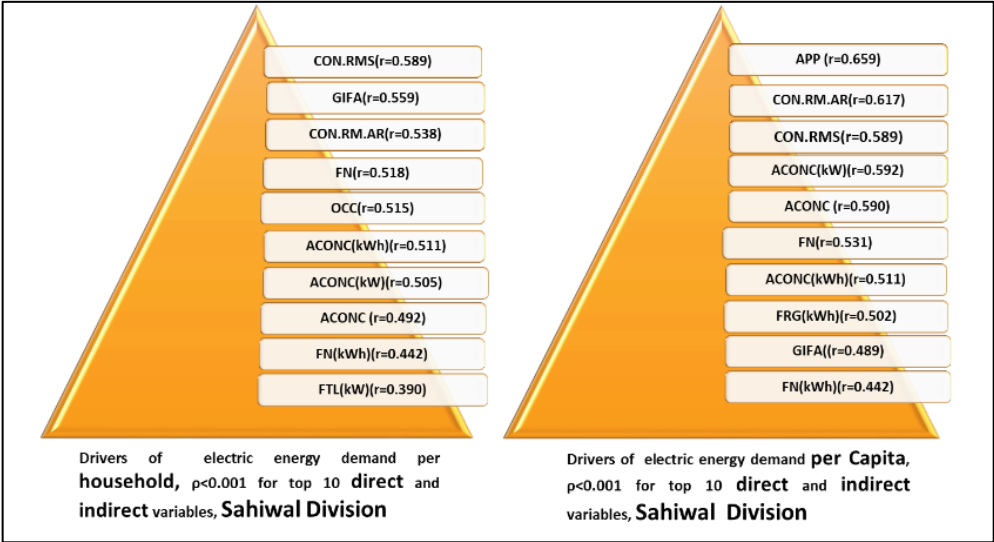 CON.RMS(r=0.589)
GIFA(r=0.559)
CON.RM.AR(r=0.538)
FN(r=0.518)
OCC(r=0.515)
ACONC(kWh)(r=0.511)
ACONC(kW)(r=0.505)
ACONC (r=0.492)
FN(kWh)(r=0.442)
FTL(kW)(r=0.390)
Drivers of electric energy demand per
household, ρ<0.001 for top 10 direct and
indirect variables, Sahiwal Division
APP (r=0.659)
CON.RM.AR(r=0.617)
CON.RMS(r=0.589)
ACONC(kW)(r=0.592)
ACONC (r=0.590)
FN(r=0.531)
ACONC(kWh)(r=0.511)
FRG(kWh)(r=0.502)
GIFA((r=0.489)
FN(kWh)(r=0.442)
Drivers of electric energy demand per Capita,
ρ<0.001 for top 10 direct and indirect
variables, Sahiwal Division